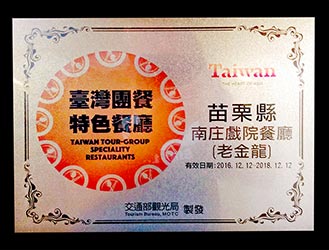 臺灣團餐
特色餐廳
TAIWAN TOUR-GROUP
SPECIALITY
RESTAURANTS
Taiwan
THE HEART OF ASIA
苗栗縣
南庄戲院餐廳
(老金龍)
有效日期:2016.12.12-2018.12.12
交通部觀光局 製發
Tourism Bureau, MOTC